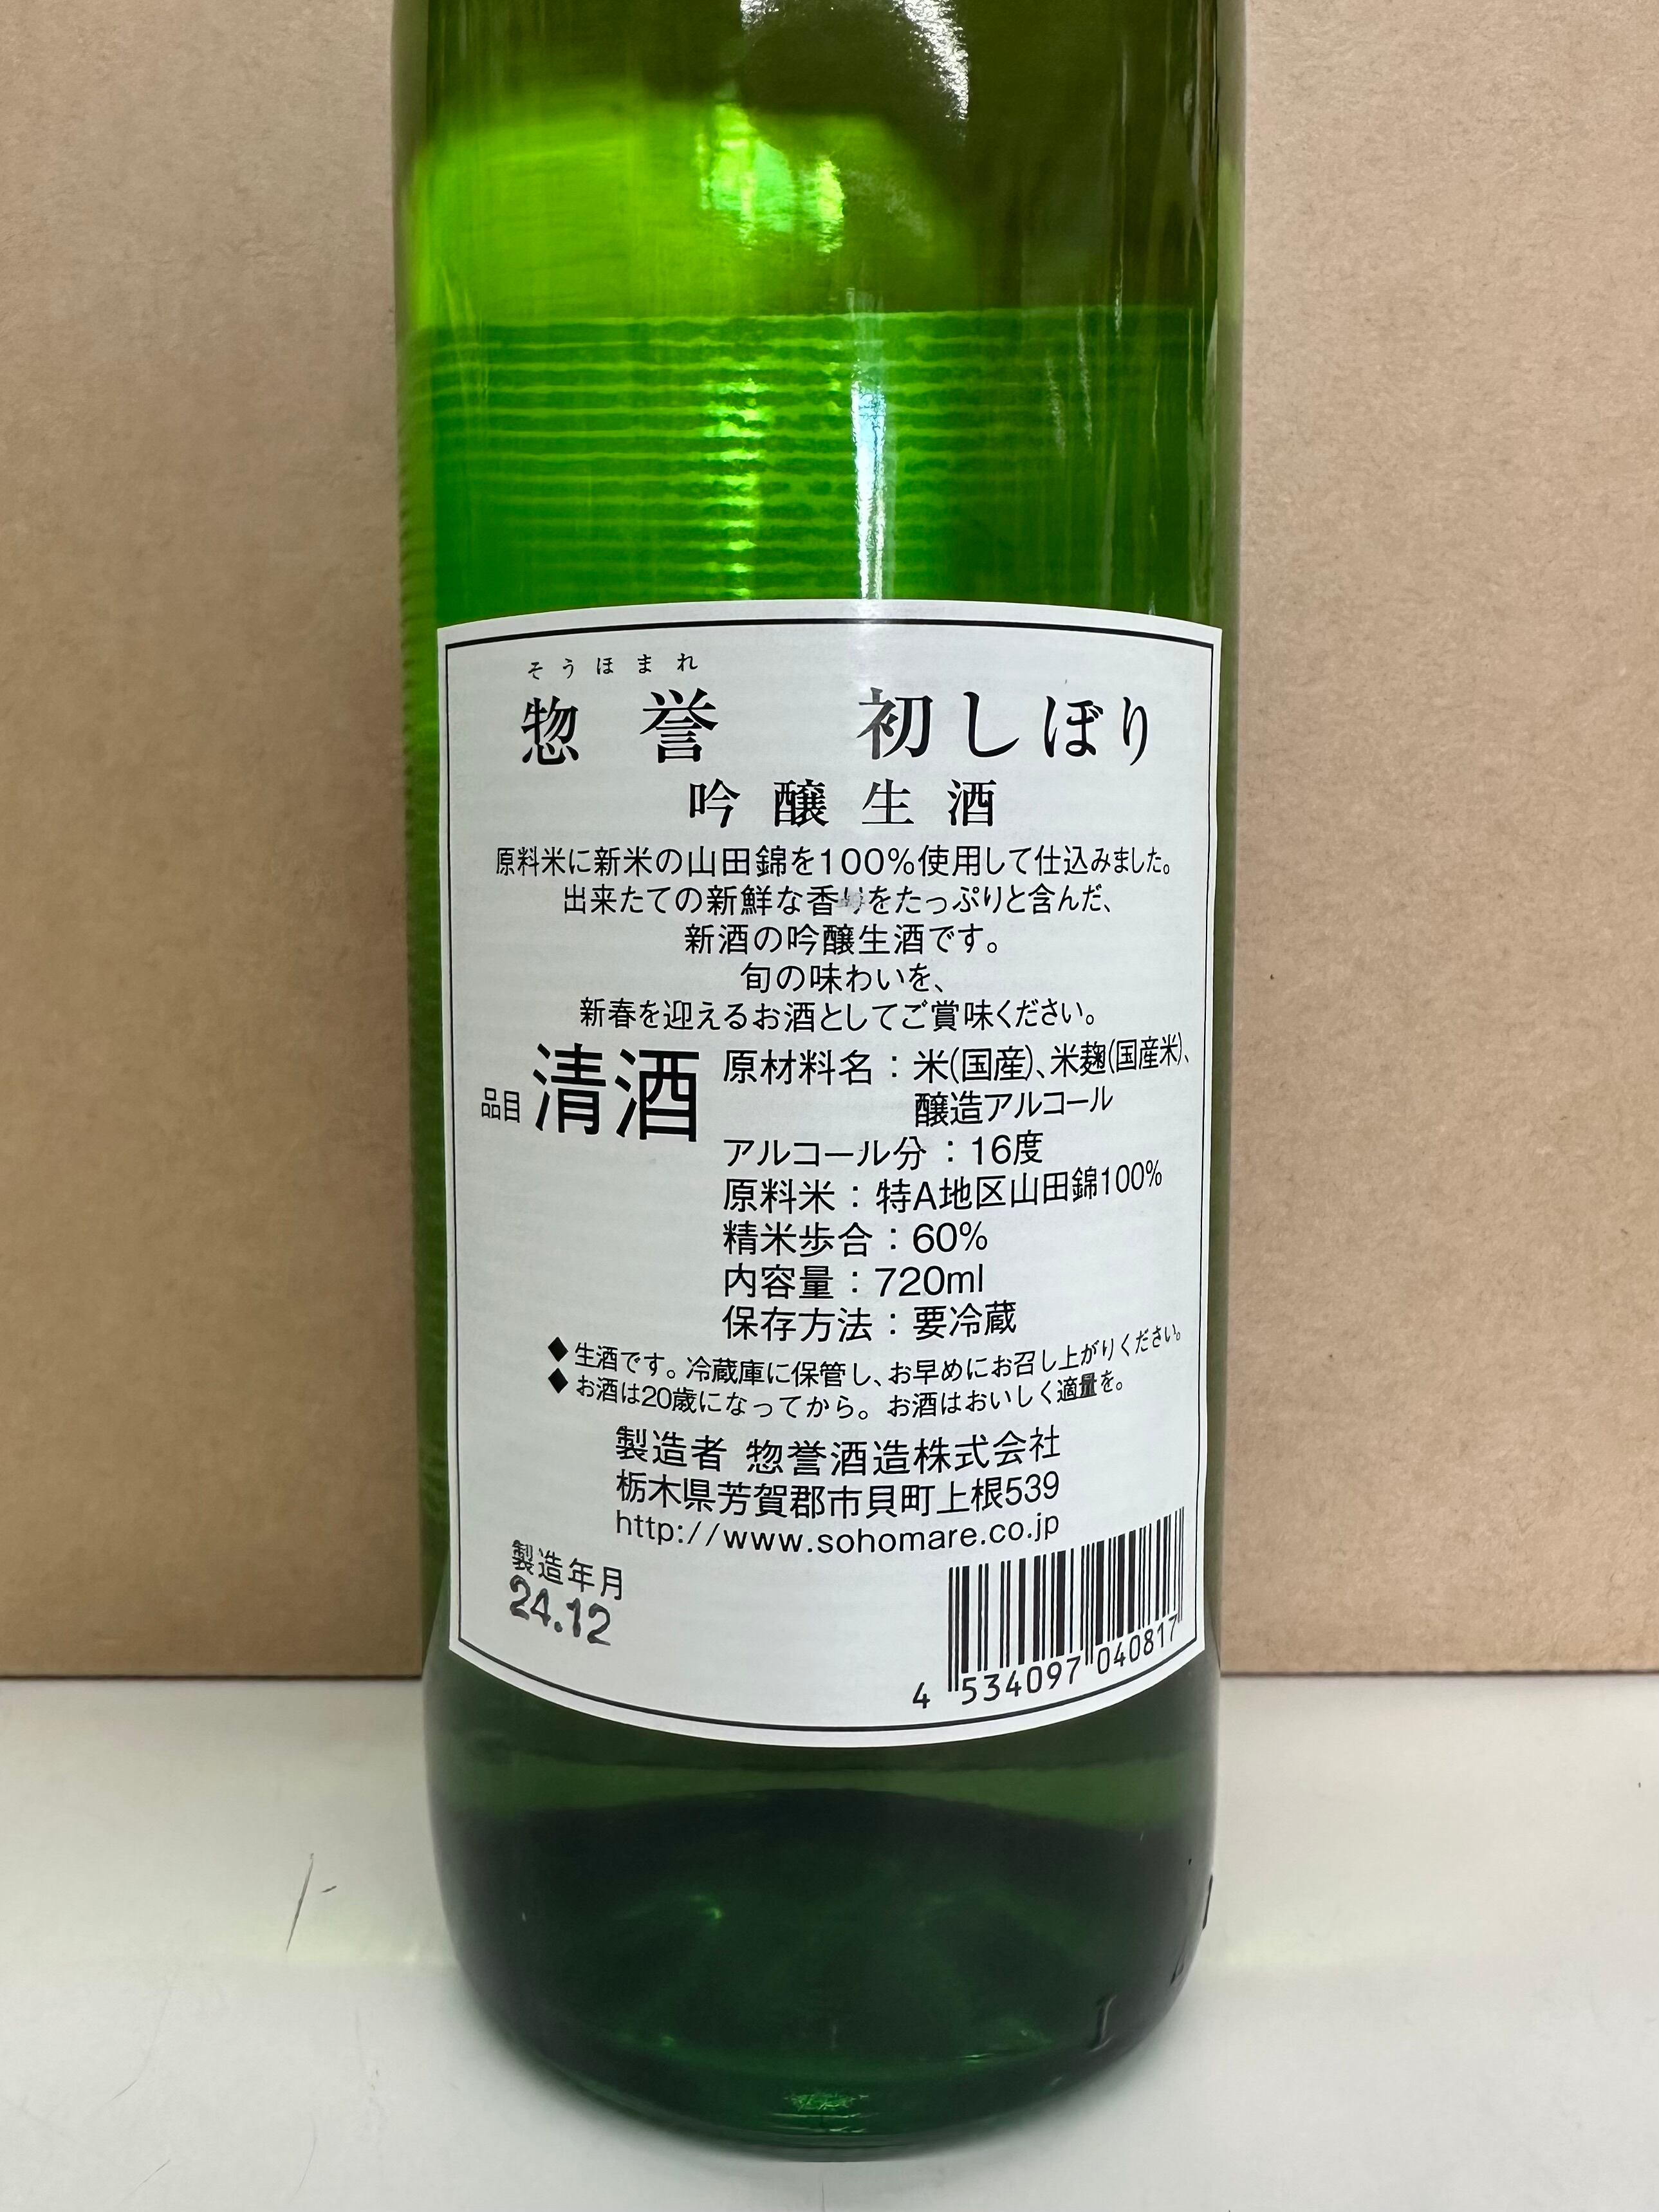 そうほまれ
惣誉 初しぼり
吟醸生酒
原料米に新米の山田錦を100%使用して仕込みました。
出来たての新鮮な香りをたっぷりと含んだ、
新酒の吟醸生酒です。
旬の味わいを、
新春を迎えるお酒としてご賞味ください。
品目 清酒
原材料名：米(国産)、米麹(国産米)、
醸造アルコール
アルコール分：16度
原料米：特A地区山田錦100%
精米歩合：60%
内容量：720ml
保存方法：要冷蔵
◆生酒です。冷蔵庫に保管し、お早めにお召し上がりください。
◆お酒は20歳になってから。お酒はおいしく適量を。
製造者 惣誉酒造株式会社
栃木県芳賀郡市貝町上根539
http://www.sohomare.co.jp
製造年月
24.12
4 534097 040817